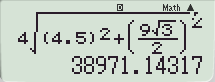 D Math ▲
4√(4.5)²+(9√3/2)²
38971.14317